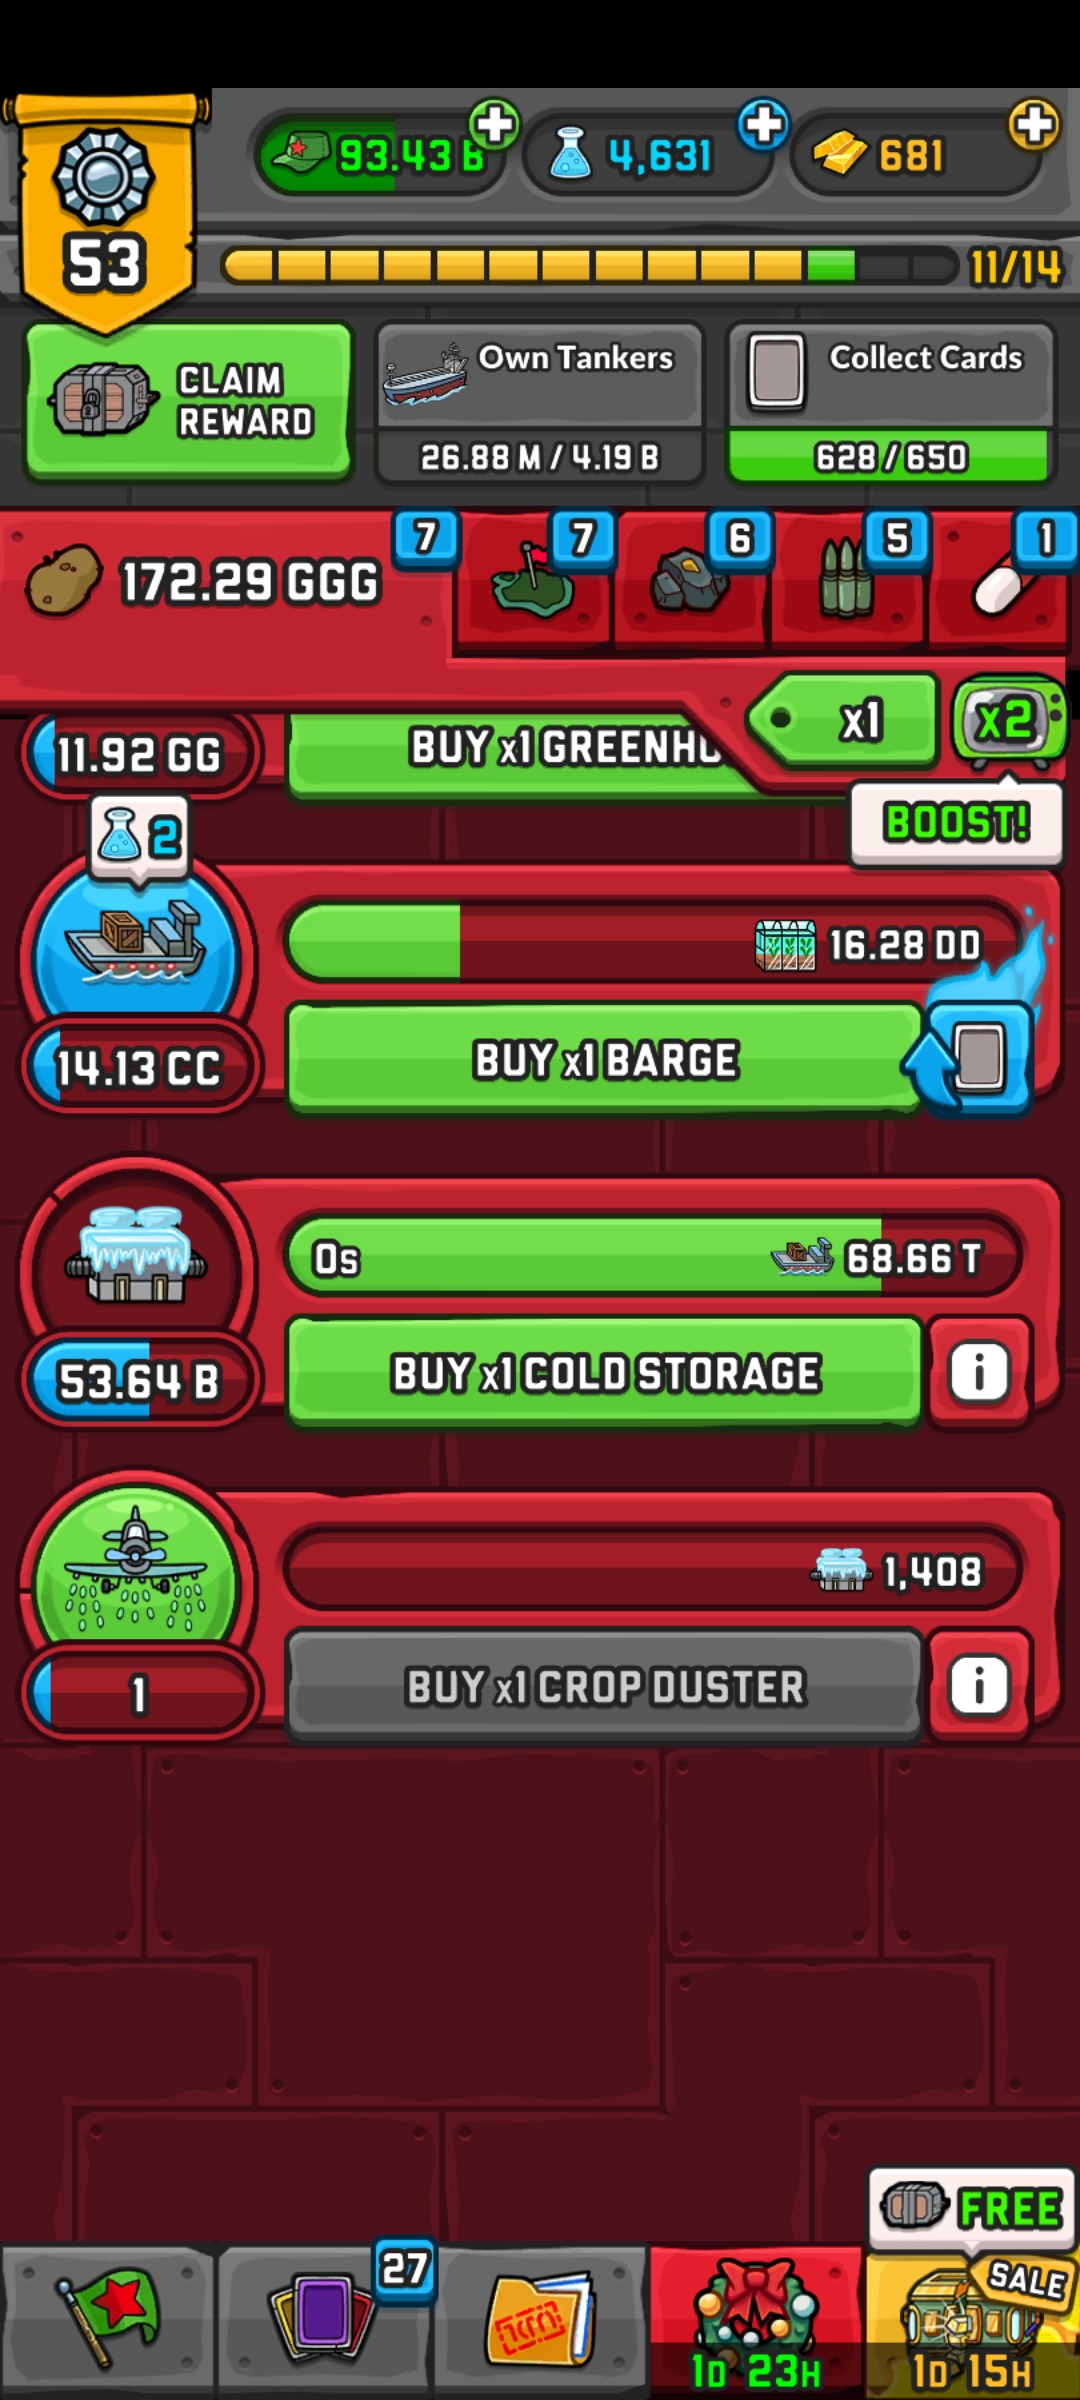 93.43 B
4,631
681
53
11/14
CLAIM
REWARD
Own Tankers
26.88 M / 4.19 B
Collect Cards
628 / 650
172.29 GGG
7
7
6
5
1
x1
x2
BOOST!
11.92 GG
BUY x1 GREENHO
2
16.28 DD
14.13 CC
BUY x1 BARGE
0s
68.66 T
53.64 B
BUY x1 COLD STORAGE
i
1,408
1
BUY x1 CROP DUSTER
i
FREE
27
SALE
1D 23H
1D 15H